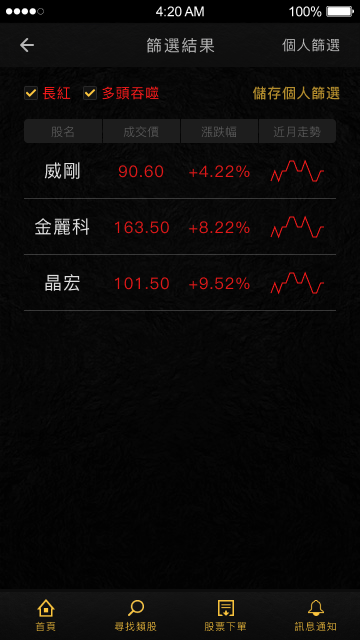 4:20 AM 100%
篩選結果 個人篩選
長紅 多頭吞噬 儲存個人篩選
股名 成交價 漲跌幅 近月走勢
威剛 90.60 +4.22%
金麗科 163.50 +8.22%
晶宏 101.50 +9.52%
首頁 尋找類股 股票下單 訊息通知